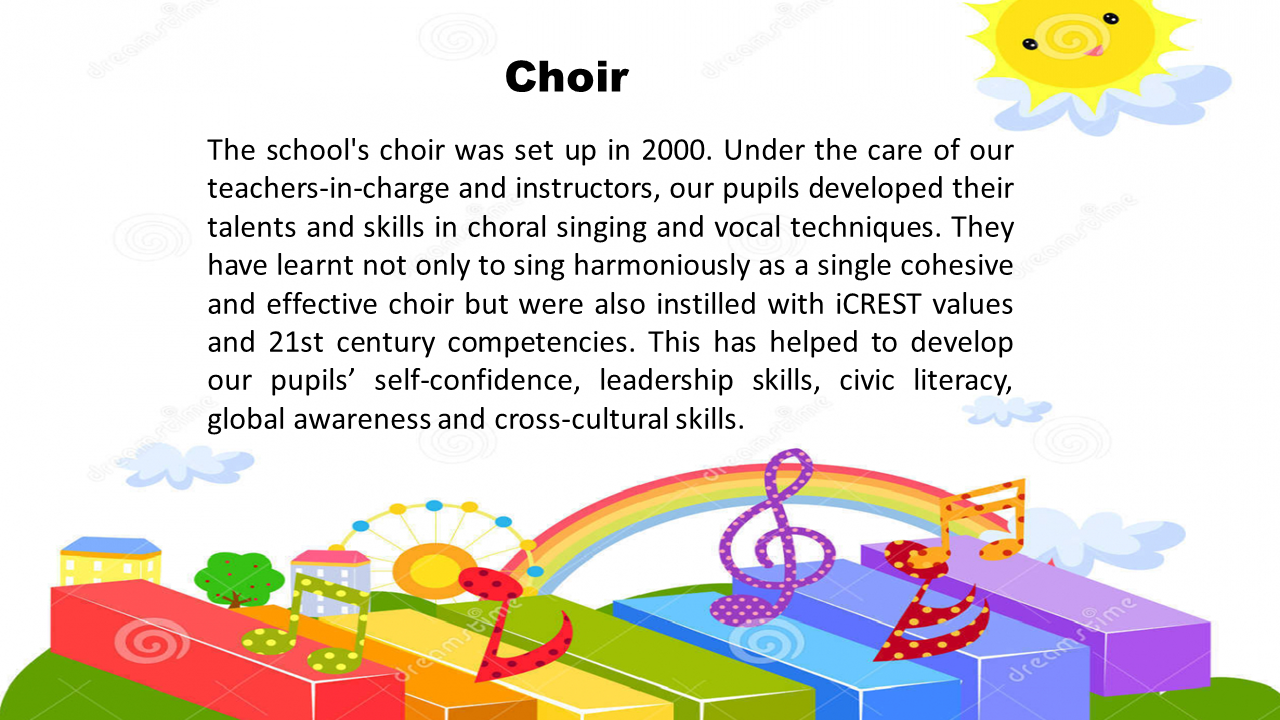 Choir
The school's choir was set up in 2000. Under the care of our
teachers-in-charge and instructors, our pupils developed their
talents and skills in choral singing and vocal techniques. They
have learnt not only to sing harmoniously as a single cohesive
and effective choir but were also instilled with iCREST values
and 21st century competencies. This has helped to develop
our pupils’ self-confidence, leadership skills, civic literacy,
global awareness and cross-cultural skills.
dreamstime
dreamstime
dreamstime
dreamstime
dreamstime
dreamstime
dreamstime